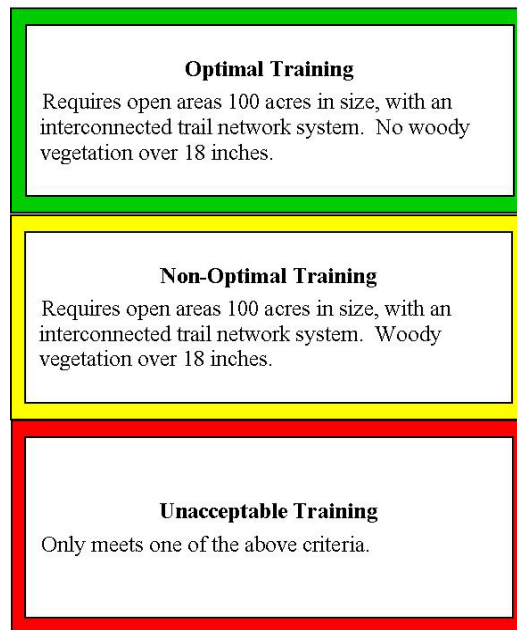 Optimal Training
Requires open areas 100 acres in size, with an
interconnected trail network system.  No woody
vegetation over 18 inches.
Non-Optimal Training
Requires open areas 100 acres in size, with an
interconnected trail network system.  Woody
vegetation over 18 inches.
Unacceptable Training
Only meets one of the above criteria.